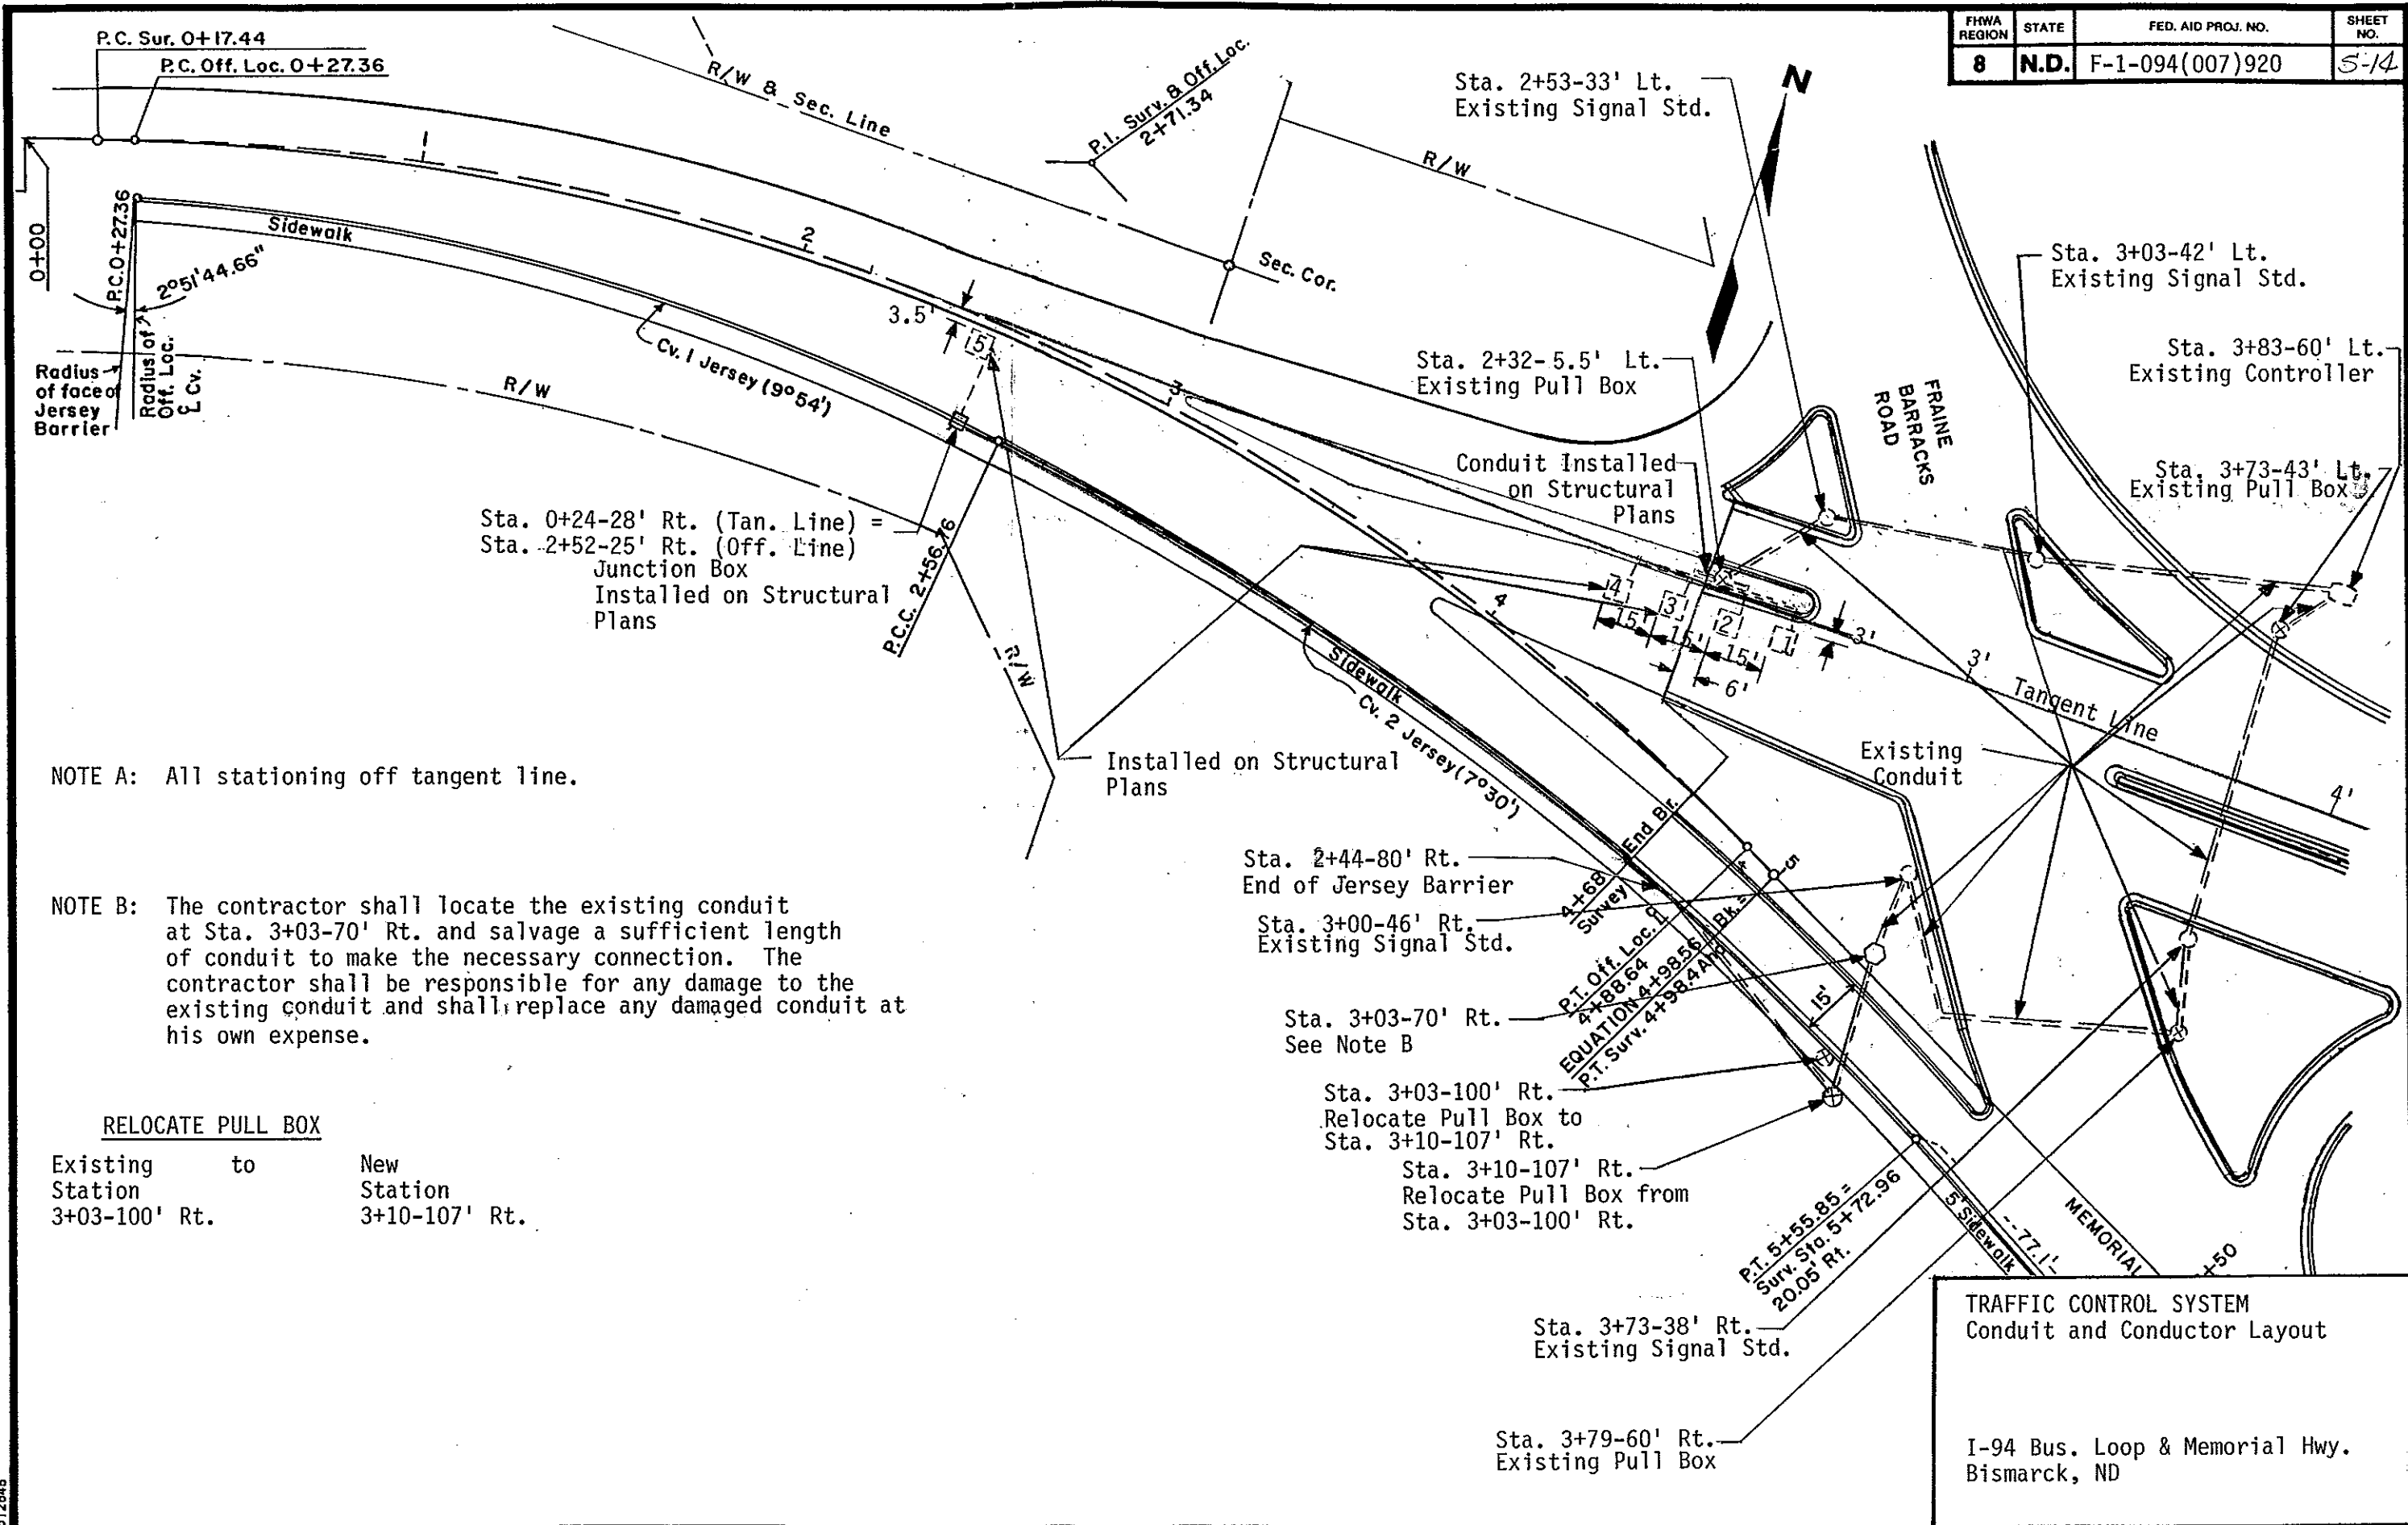 FHWA REGION
STATE
FED. AID PROJ. NO.
SHEET NO.
8
N.D.
F-1-094(007)920
S-14
P.C. Sur. 0+17.44
P.C. Off. Loc. 0+27.36
R/W & Sec. Line
P.I. Surv. & Off. Loc.
2+71.34
Sta. 2+53-33' Lt.
Existing Signal Std.
N
R/W
1
2
Sec. Cor.
0+00
P.C. 0+27.36
2°51'44.66"
Sidewalk
Radius of
Off. Loc.
℄ Cv.
Radius
of face of
Jersey
Barrier
R/W
Cv. 1 Jersey (9°54')
3.5'
5
3
Sta. 3+03-42' Lt.
Existing Signal Std.
Sta. 3+83-60' Lt.
Existing Controller
Sta. 2+32-5.5' Lt.
Existing Pull Box
FRAINE
BARRACKS
ROAD
Conduit Installed
on Structural
Plans
Sta. 3+73-43' Lt.
Existing Pull Box
Sta. 0+24-28' Rt. (Tan. Line) =
Sta. 2+52-25' Rt. (Off. Line)
Junction Box
Installed on Structural
Plans
P.C.C. 2+56.76
R/W
4
4
3
2
1
15'
15'
15'
6'
3'
3'
Tangent Line
4'
Sidewalk
Cv. 2 Jersey (7°30')
Existing
Conduit
Installed on Structural
Plans
NOTE A: All stationing off tangent line.
NOTE B: The contractor shall locate the existing conduit
at Sta. 3+03-70' Rt. and salvage a sufficient length
of conduit to make the necessary connection. The
contractor shall be responsible for any damage to the
existing conduit and shall replace any damaged conduit at
his own expense.
Sta. 2+44-80' Rt.
End of Jersey Barrier
Sta. 3+00-46' Rt.
Existing Signal Std.
4+68 End Br.
Survey
5
P.T. Off. Loc.
4+88.64
EQUATION 4+98.56 Bk.=
P.T. Surv. 4+98.4 Ahd
15'
Sta. 3+03-70' Rt.
See Note B
Sta. 3+03-100' Rt.
Relocate Pull Box to
Sta. 3+10-107' Rt.
Sta. 3+10-107' Rt.
Relocate Pull Box from
Sta. 3+03-100' Rt.
RELOCATE PULL BOX
Existing to New
Station Station
3+03-100' Rt. 3+10-107' Rt.
P.T. 5+55.85 =
Surv. Sta. 5+72.96
20.05' Rt.
5' Sidewalk
77.1'
MEMORIAL
+50
Sta. 3+73-38' Rt.
Existing Signal Std.
Sta. 3+79-60' Rt.
Existing Pull Box
TRAFFIC CONTROL SYSTEM
Conduit and Conductor Layout
I-94 Bus. Loop & Memorial Hwy.
Bismarck, ND